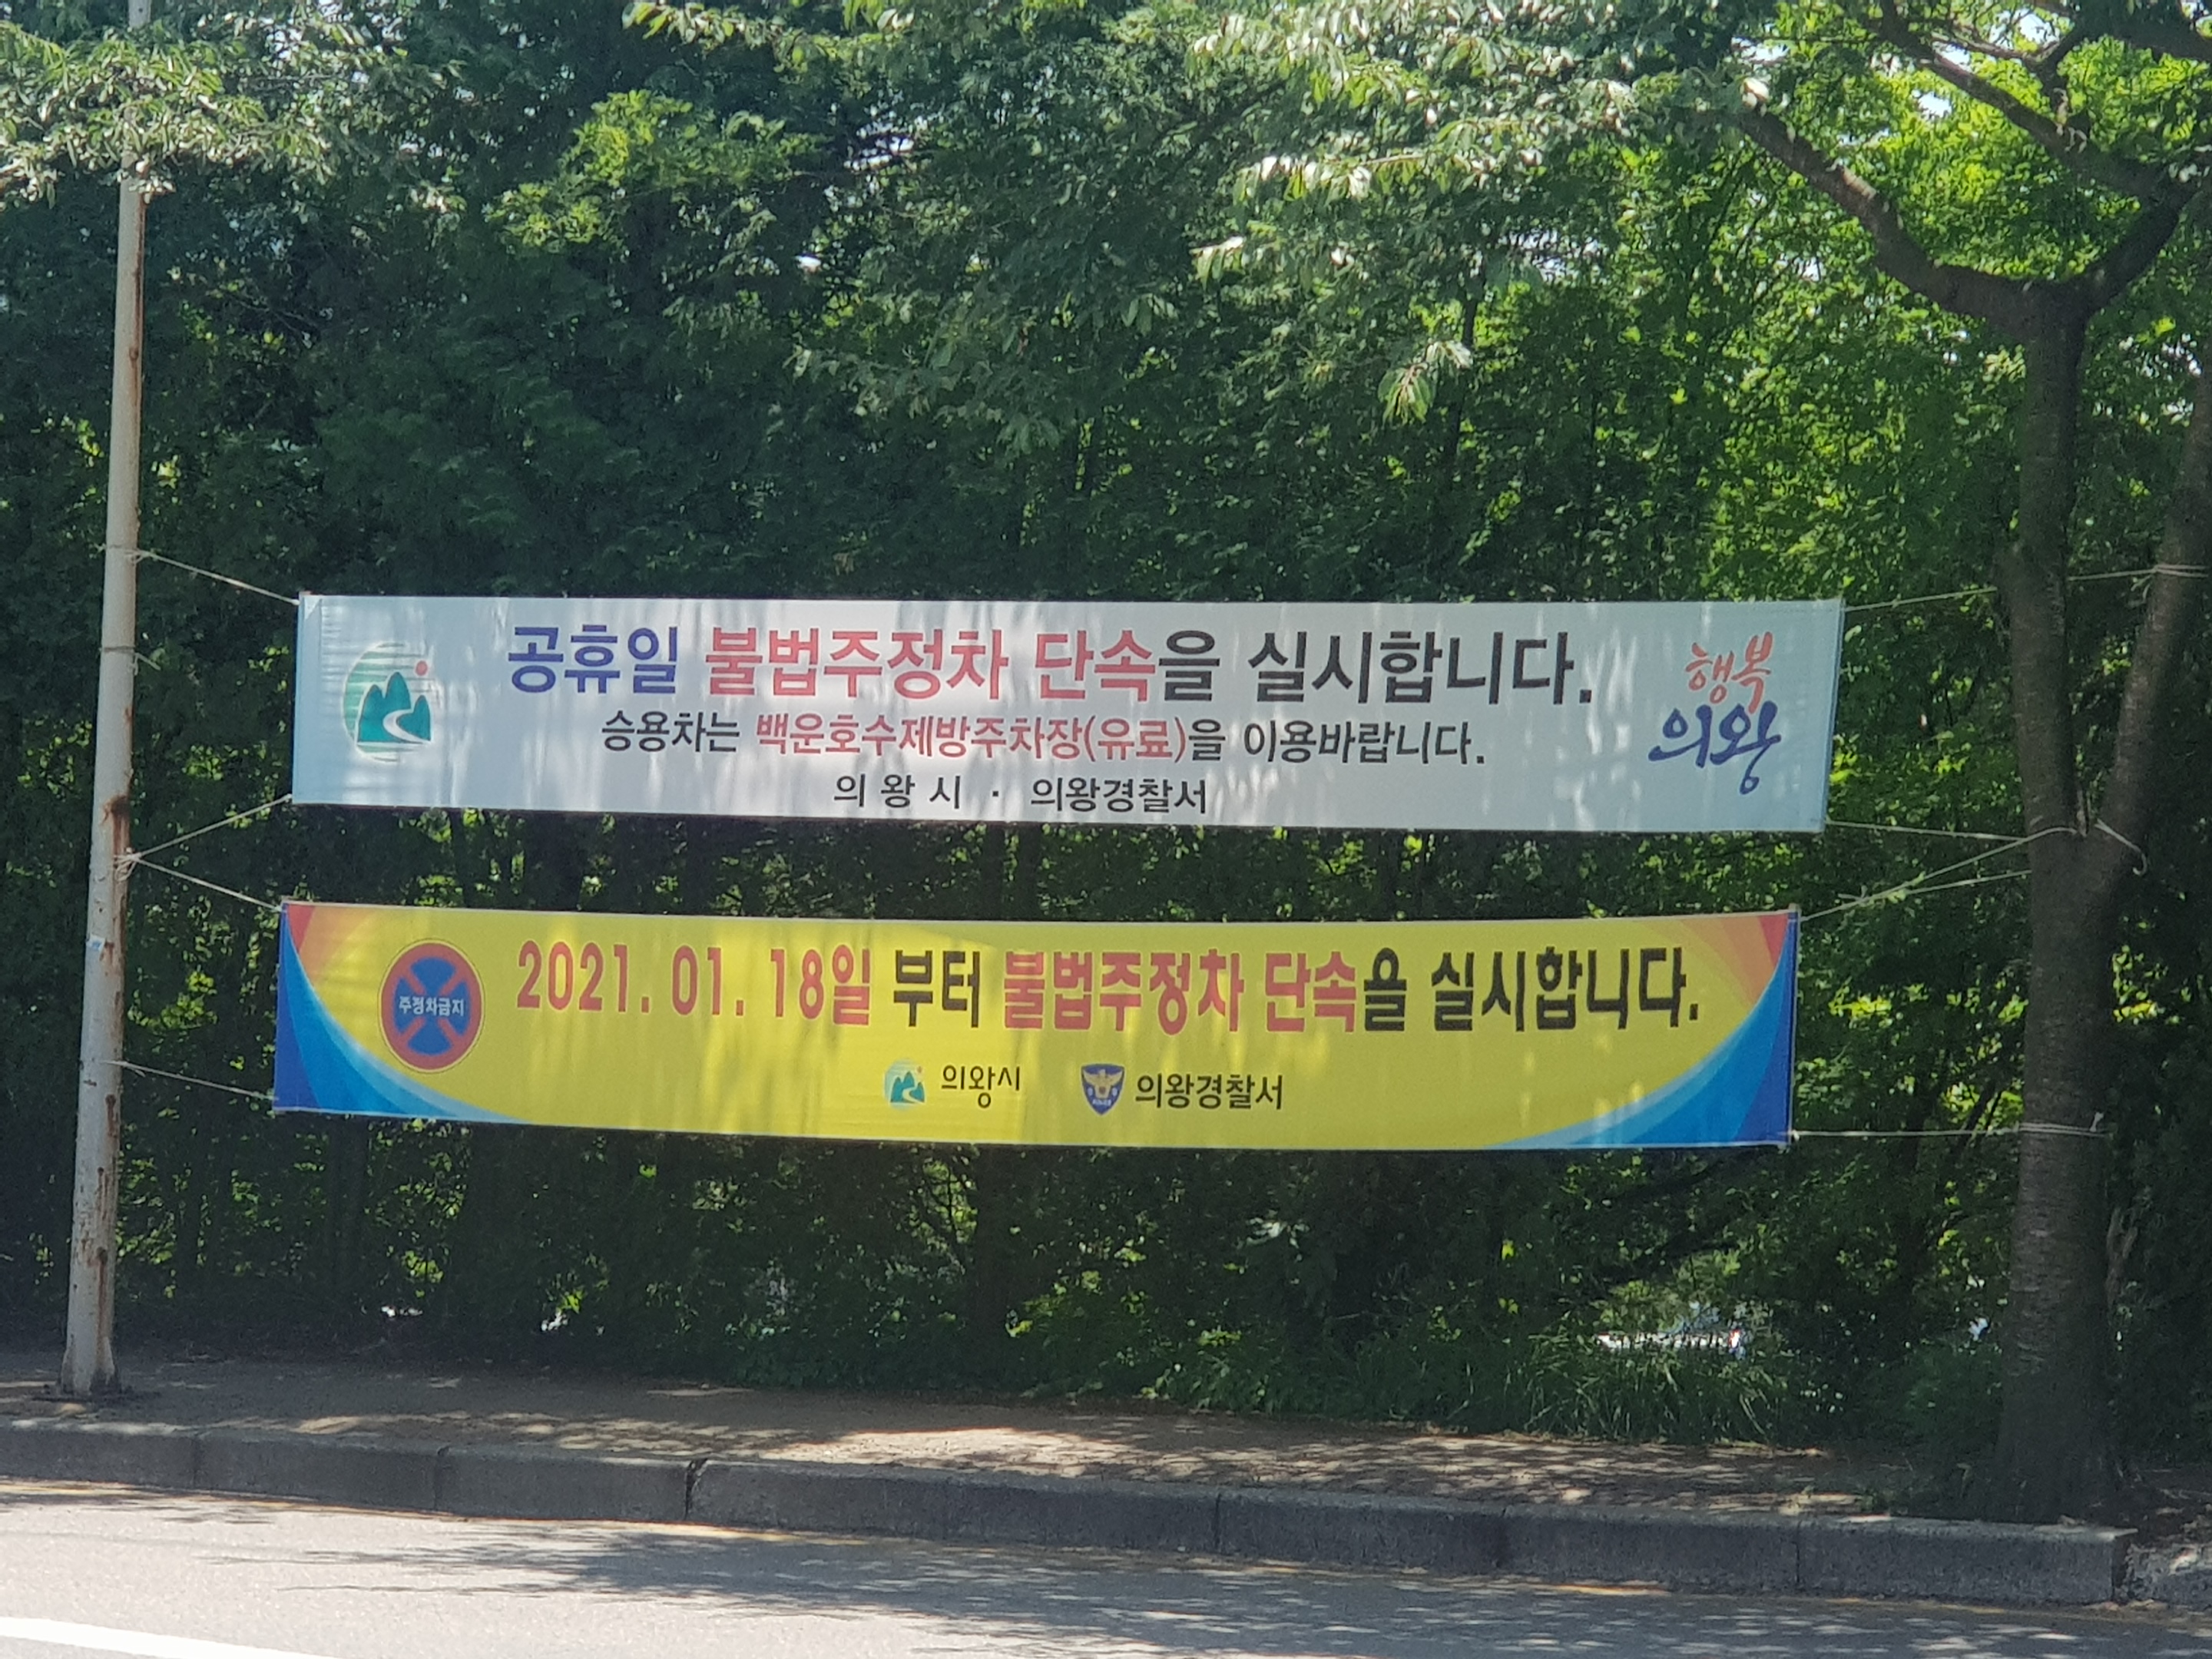 공휴일 불법주정차 단속을 실시합니다.
승용차는 백운호수제방주차장(유료)을 이용바랍니다.
의 왕 시 · 의왕경찰서
행복
의왕
주정차금지
2021. 01. 18일 부터 불법주정차 단속을 실시합니다.
의왕시 의왕경찰서